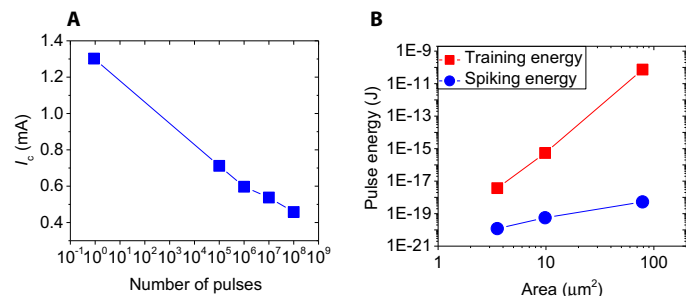 A
1.4
1.2
1.0
0.8
0.6
0.4
I_c (mA)
10⁻¹ 10⁰ 10¹ 10² 10³ 10⁴ 10⁵ 10⁶ 10⁷ 10⁸ 10⁹
Number of pulses
B
1E-9
1E-11
1E-13
1E-15
1E-17
1E-19
1E-21
Pulse energy (J)
Training energy
Spiking energy
1 10 100
Area (μm²)